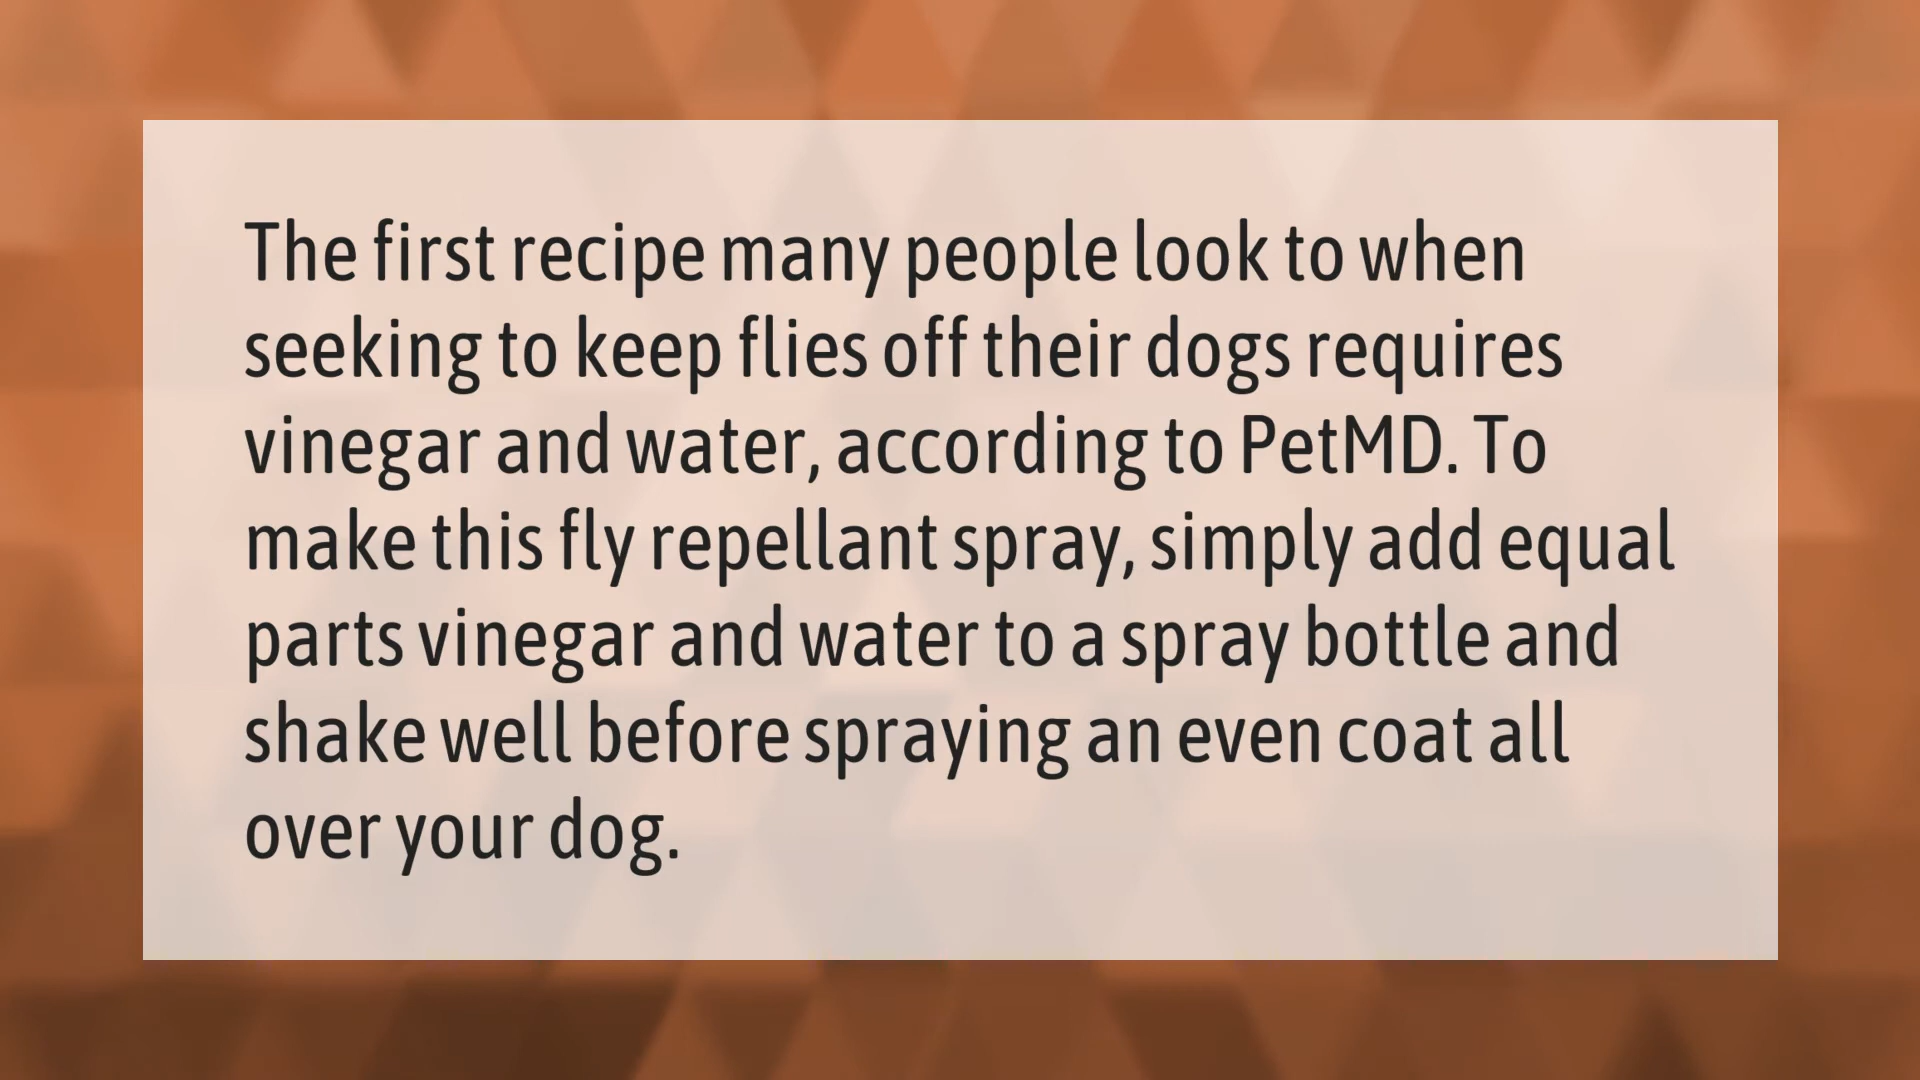 The first recipe many people look to when
seeking to keep flies off their dogs requires
vinegar and water, according to PetMD. To
make this fly repellant spray, simply add equal
parts vinegar and water to a spray bottle and
shake well before spraying an even coat all
over your dog.